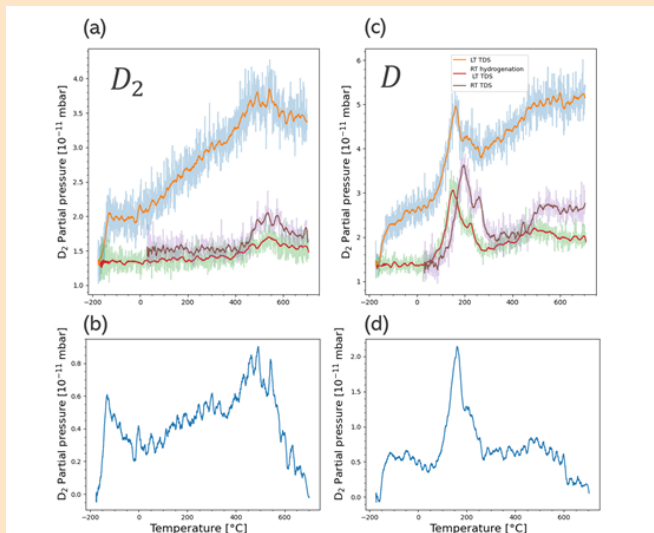 (a)
D₂
D₂ Partial pressure [10⁻¹¹ mbar]
4.0
3.5
3.0
2.5
2.0
1.5
1.0
−200 0 200 400 600
(c)
D
LT TDS
RT hydrogenation
LT TDS
RT TDS
D₂ Partial pressure [10⁻¹¹ mbar]
6
5
4
3
2
1
−200 0 200 400 600
(b)
D₂ Partial pressure [10⁻¹¹ mbar]
0.8
0.6
0.4
0.2
0.0
−200 0 200 400 600
Temperature [°C]
(d)
D₂ Partial pressure [10⁻¹¹ mbar]
2.0
1.5
1.0
0.5
0.0
−200 0 200 400 600
Temperature [°C]